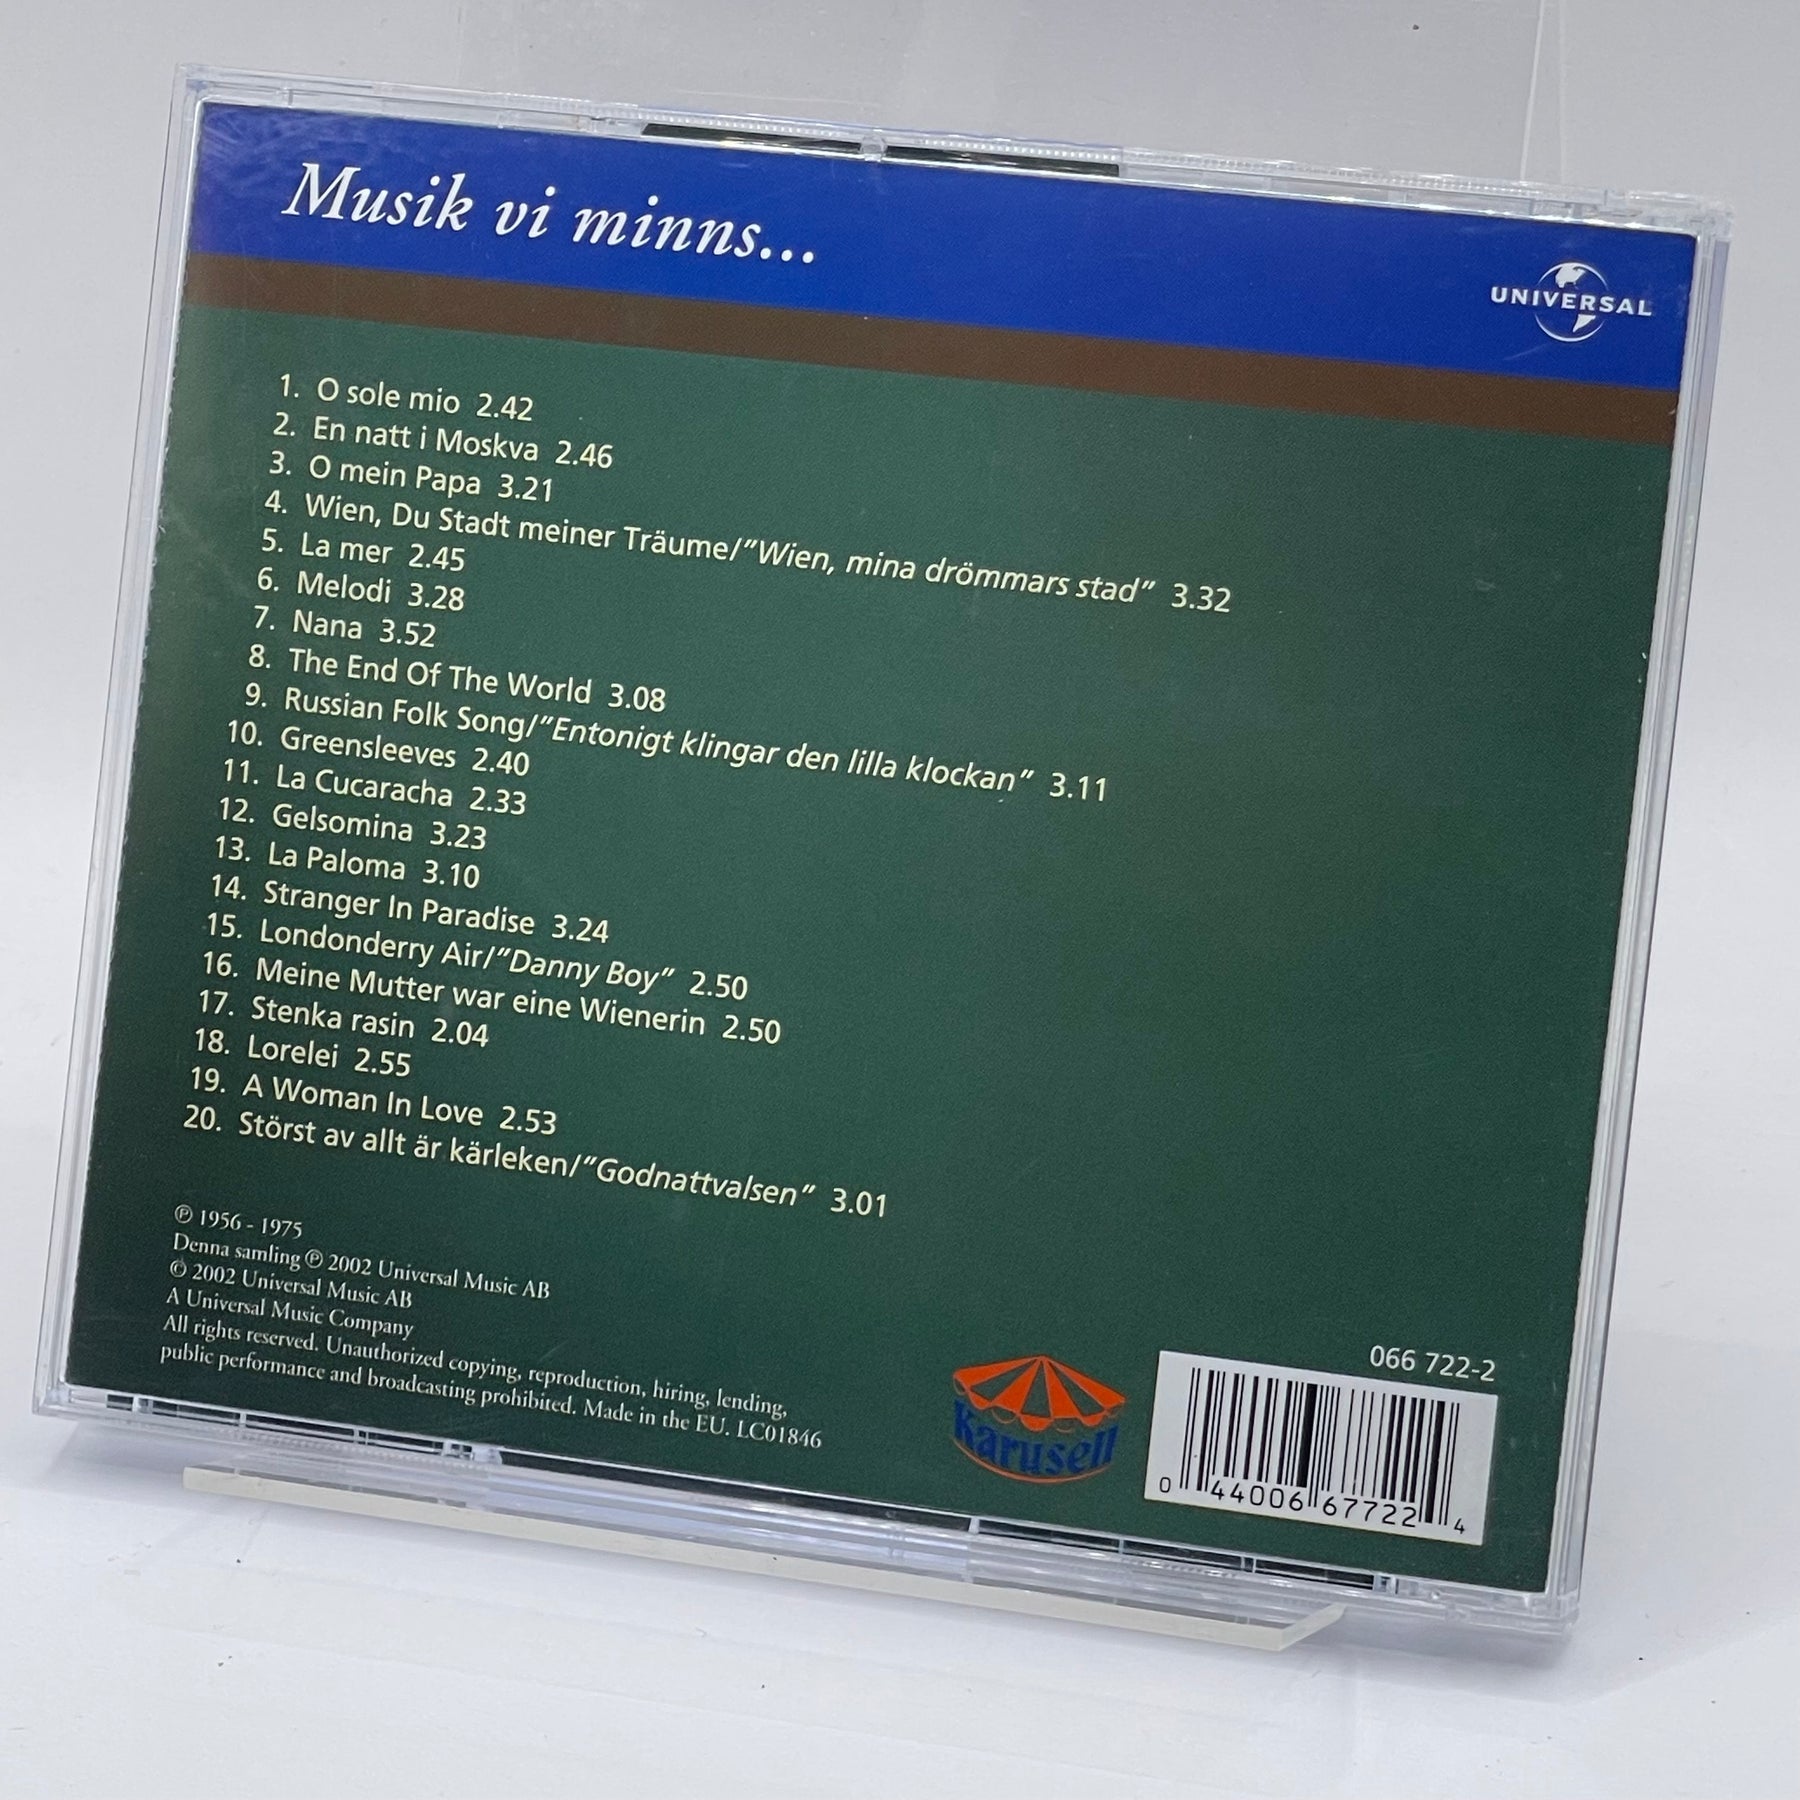 Musik vi minns...
UNIVERSAL
1. O sole mio 2.42
2. En natt i Moskva 2.46
3. O mein Papa 3.21
4. Wien, Du Stadt meiner Träume/"Wien, mina drömmars stad" 3.32
5. La mer 2.45
6. Melodi 3.28
7. Nana 3.52
8. The End Of The World 3.08
9. Russian Folk Song/"Entonigt klingar den lilla klockan" 3.11
10. Greensleeves 2.40
11. La Cucaracha 2.33
12. Gelsomina 3.23
13. La Paloma 3.10
14. Stranger In Paradise 3.24
15. Londonderry Air/"Danny Boy" 2.50
16. Meine Mutter war eine Wienerin 2.50
17. Stenka rasin 2.04
18. Lorelei 2.55
19. A Woman In Love 2.53
20. Störst av allt är kärleken/"Godnattvalsen" 3.01
℗ 1956 - 1975
Denna samling ℗ 2002 Universal Music AB
© 2002 Universal Music AB
A Universal Music Company
All rights reserved. Unauthorized copying, reproduction, hiring, lending,
public performance and broadcasting prohibited. Made in the EU. LC01846
Karusell
066 722-2
0 44006 67722 4